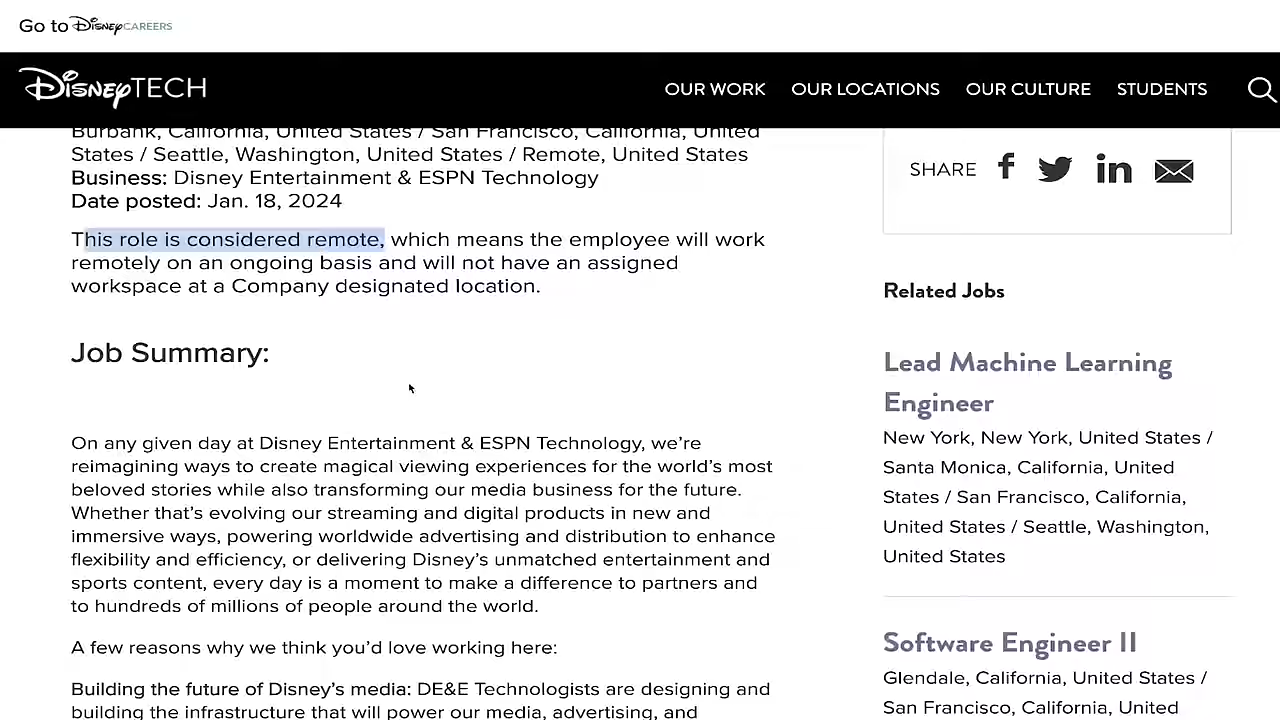 Go to Disney CAREERS
Disney TECH
OUR WORK OUR LOCATIONS OUR CULTURE STUDENTS
Burbank, California, United States / San Francisco, California, United
States / Seattle, Washington, United States / Remote, United States
Business: Disney Entertainment & ESPN Technology
Date posted: Jan. 18, 2024
This role is considered remote, which means the employee will work
remotely on an ongoing basis and will not have an assigned
workspace at a Company designated location.
Job Summary:
On any given day at Disney Entertainment & ESPN Technology, we’re
reimagining ways to create magical viewing experiences for the world’s most
beloved stories while also transforming our media business for the future.
Whether that’s evolving our streaming and digital products in new and
immersive ways, powering worldwide advertising and distribution to enhance
flexibility and efficiency, or delivering Disney’s unmatched entertainment and
sports content, every day is a moment to make a difference to partners and
to hundreds of millions of people around the world.
A few reasons why we think you’d love working here:
Building the future of Disney’s media: DE&E Technologists are designing and
building the infrastructure that will power our media, advertising, and
SHARE
Related Jobs
Lead Machine Learning
Engineer
New York, New York, United States /
Santa Monica, California, United
States / San Francisco, California,
United States / Seattle, Washington,
United States
Software Engineer II
Glendale, California, United States /
San Francisco, California, United